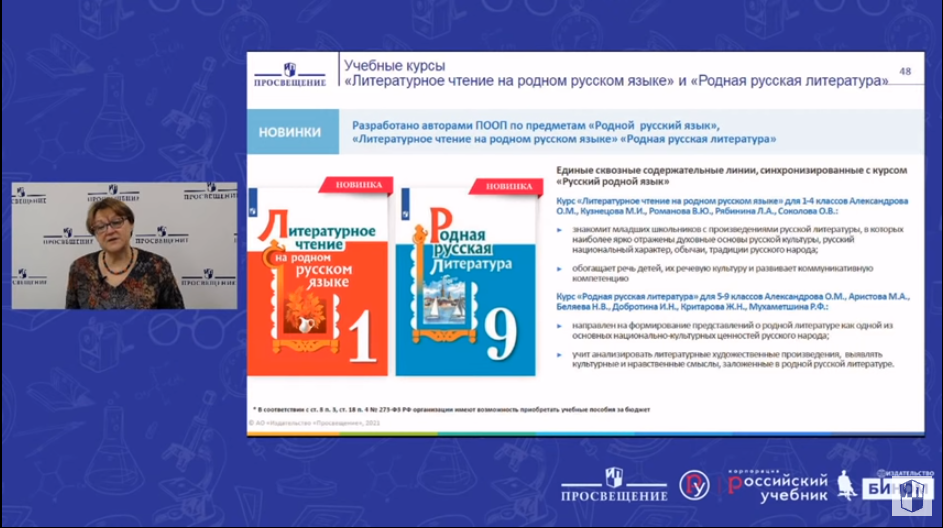 ПРОСВЕЩЕНИЕ
Учебные курсы
«Литературное чтение на родном русском языке» и «Родная русская литература»
48
НОВИНКИ
Разработано авторами ПООП по предметам «Родной русский язык»,
«Литературное чтение на родном русском языке» «Родная русская литература»
НОВИНКА
Литературное
чтение
на родном
русском
языке
1
НОВИНКА
Родная
русская
Литература
9
Единые сквозные содержательные линии, синхронизированные с курсом
«Русский родной язык»
Курс «Литературное чтение на родном русском языке» для 1-4 классов Александрова
О.М., Кузнецова М.И., Романова В.Ю., Рябинина Л.А., Соколова О.В.:
знакомит младших школьников с произведениями русской литературы, в которых
наиболее ярко отражены духовные основы русской культуры, русский
национальный характер, обычаи, традиции русского народа;
обогащает речь детей, их речевую культуру и развивает коммуникативную
компетенцию
Курс «Родная русская литература» для 5-9 классов Александрова О.М., Аристова М.А.,
Беляева Н.В., Добротина И.Н., Критарова Ж.Н., Мухаметшина Р.Ф.:
направлен на формирование представлений о родной литературе как одной из
основных национально-культурных ценностей русского народа;
учит анализировать литературные художественные произведения, выявлять
культурные и нравственные смыслы, заложенные в родной русской литературе.
* В соответствии с ст. 8 п. 5, ст. 18 п. 4 № 273-ФЗ РФ организации имеют возможность приобретать учебные пособия за бюджет
© АО «Издательство «Просвещение», 2021
ПРОСВЕЩЕНИЕ
корпорация
российский
учебник
ИЗДАТЕЛЬСТВО
БИНОМ